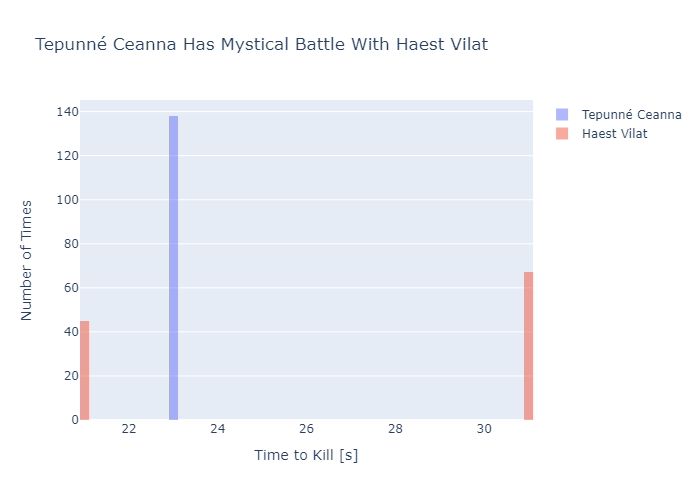 Tepunné Ceanna Has Mystical Battle With Haest Vilat
Tepunné Ceanna
Haest Vilat
140
120
100
80
60
40
20
0
Number of Times
22
24
26
28
30
Time to Kill [s]